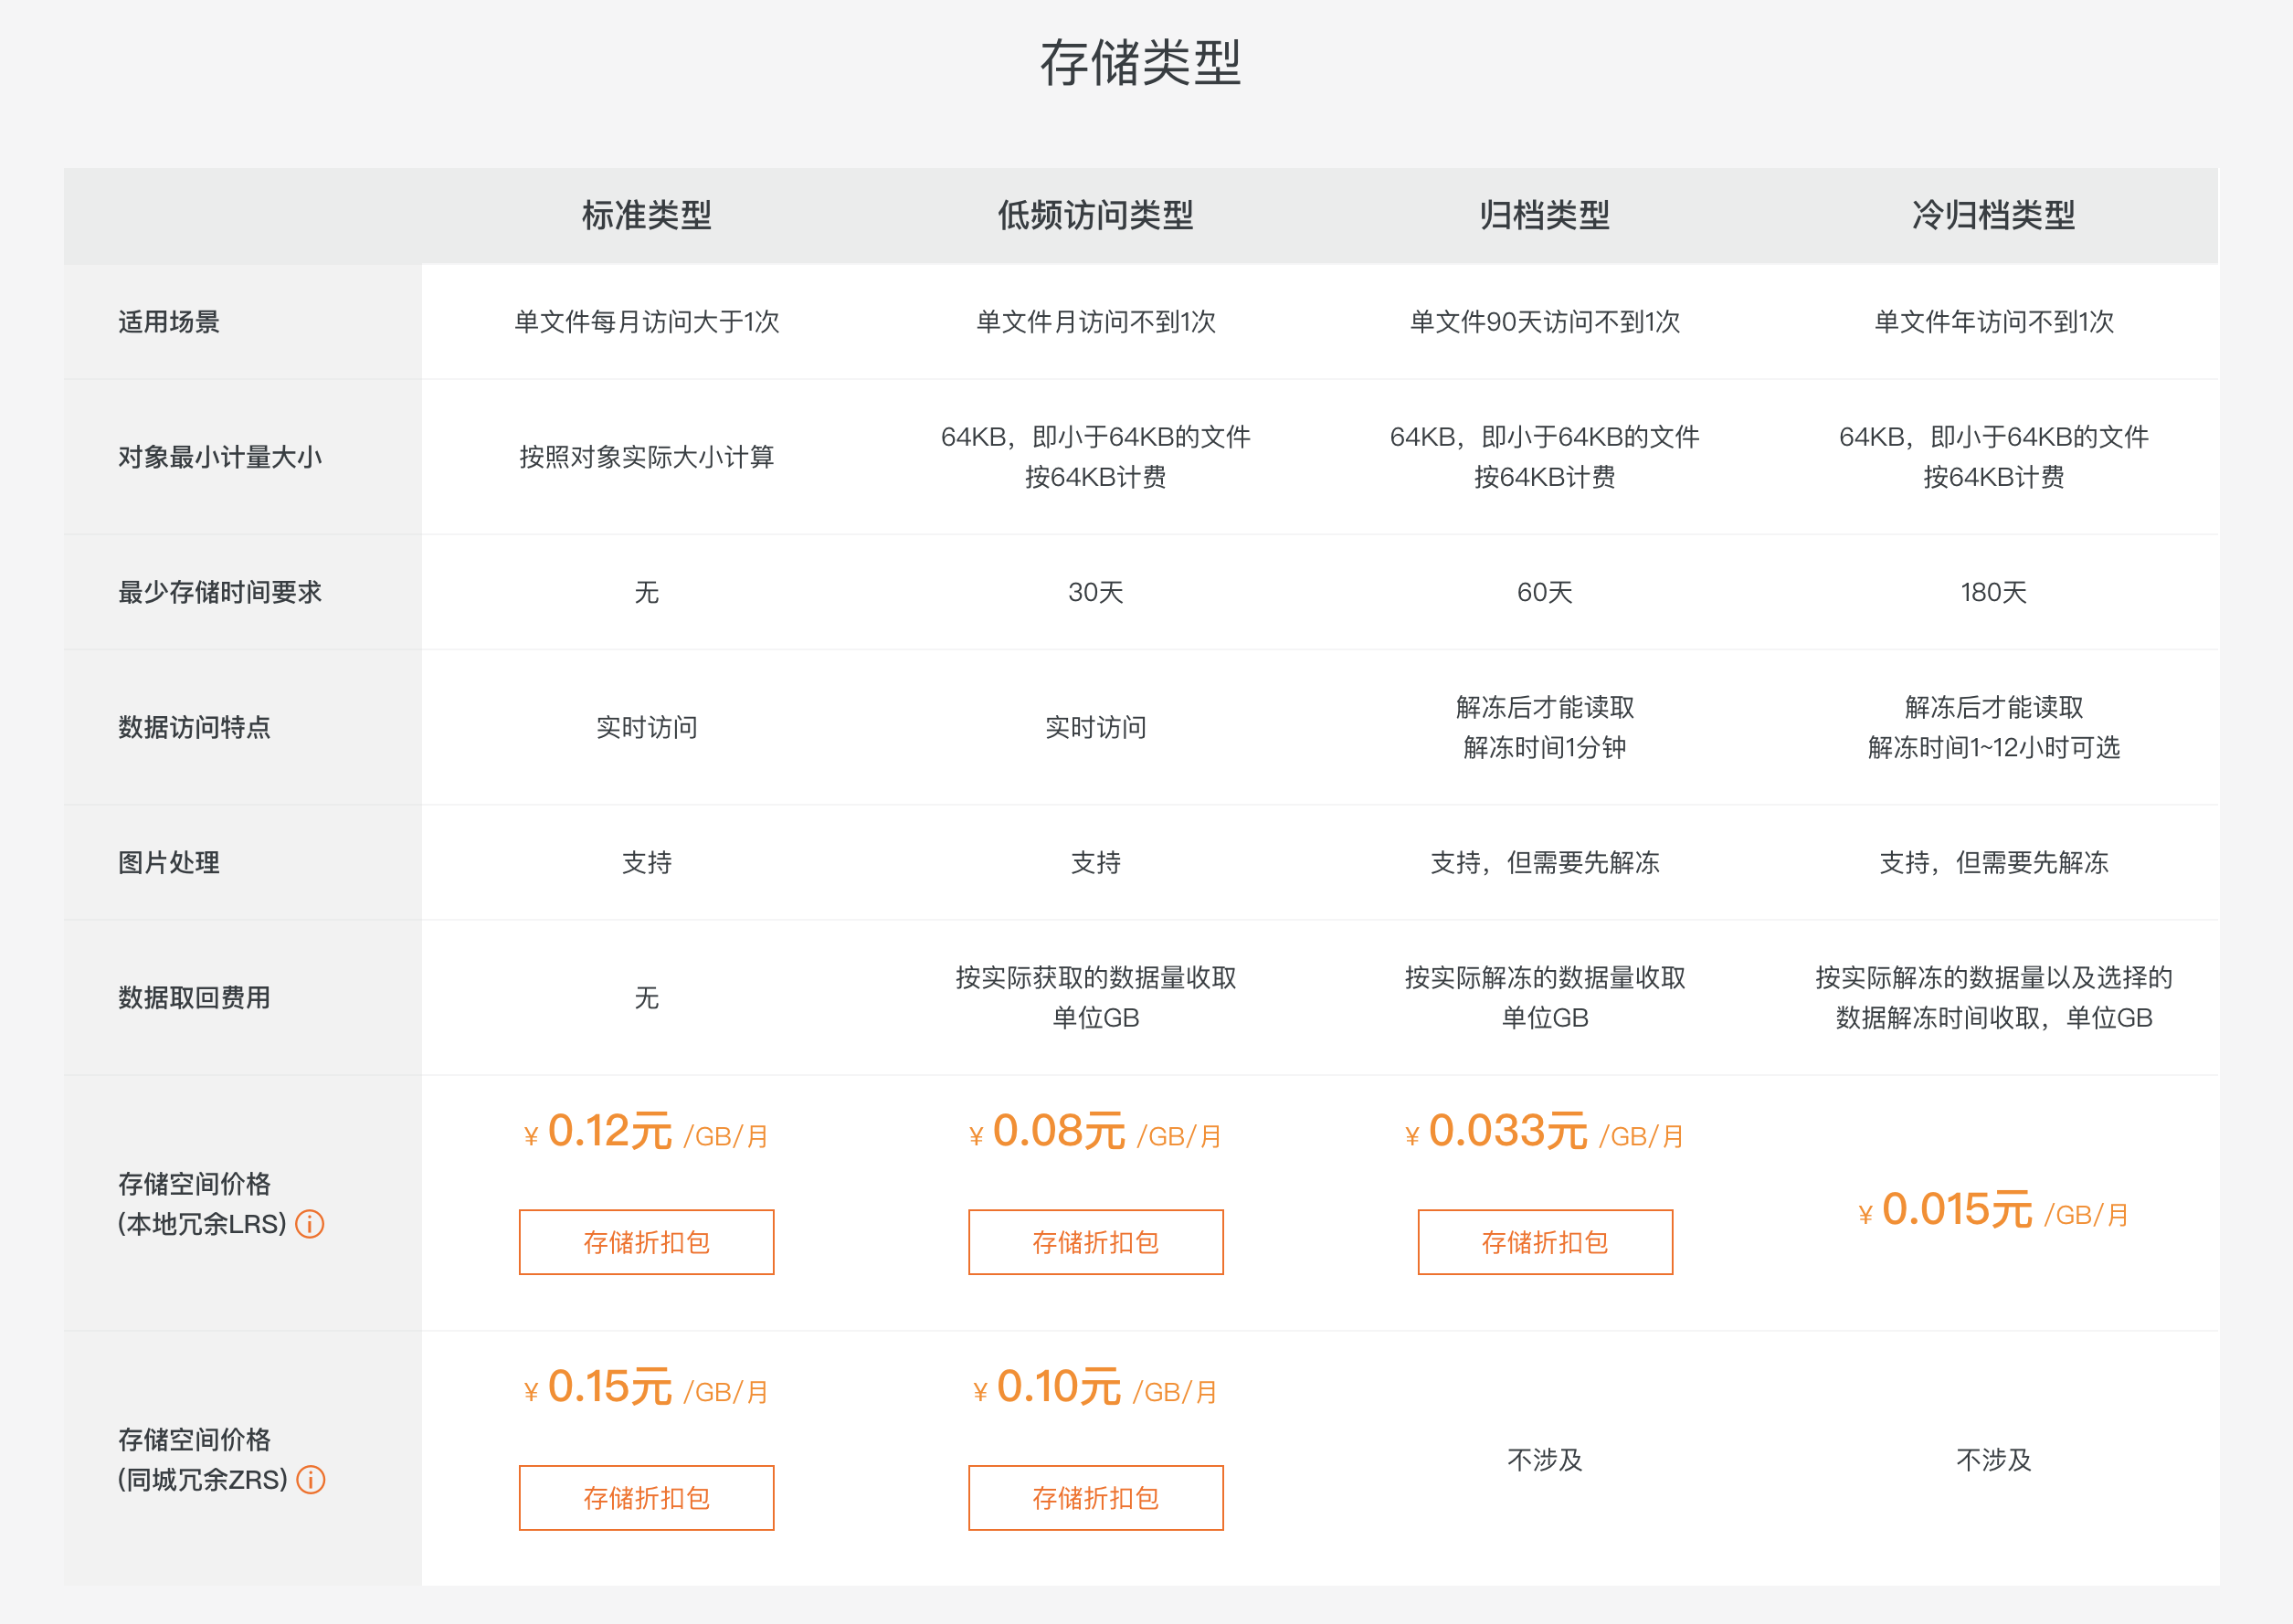 存储类型
标准类型 低频访问类型 归档类型 冷归档类型
适用场景 单文件每月访问大于1次 单文件月访问不到1次 单文件90天访问不到1次 单文件年访问不到1次
对象最小计量大小 按照对象实际大小计算 64KB，即小于64KB的文件 64KB，即小于64KB的文件 64KB，即小于64KB的文件
按64KB计费 按64KB计费 按64KB计费
最少存储时间要求 无 30天 60天 180天
数据访问特点 实时访问 实时访问 解冻后才能读取 解冻后才能读取
解冻时间1分钟 解冻时间1~12小时可选
图片处理 支持 支持 支持，但需要先解冻 支持，但需要先解冻
数据取回费用 无 按实际获取的数据量收取 按实际解冻的数据量收取 按实际解冻的数据量以及选择的
单位GB 单位GB 数据解冻时间收取，单位GB
¥ 0.12元 /GB/月 ¥ 0.08元 /GB/月 ¥ 0.033元 /GB/月
存储空间价格 ¥ 0.015元 /GB/月
(本地冗余LRS)
存储折扣包 存储折扣包 存储折扣包
¥ 0.15元 /GB/月 ¥ 0.10元 /GB/月
存储空间价格 不涉及 不涉及
(同城冗余ZRS)
存储折扣包 存储折扣包